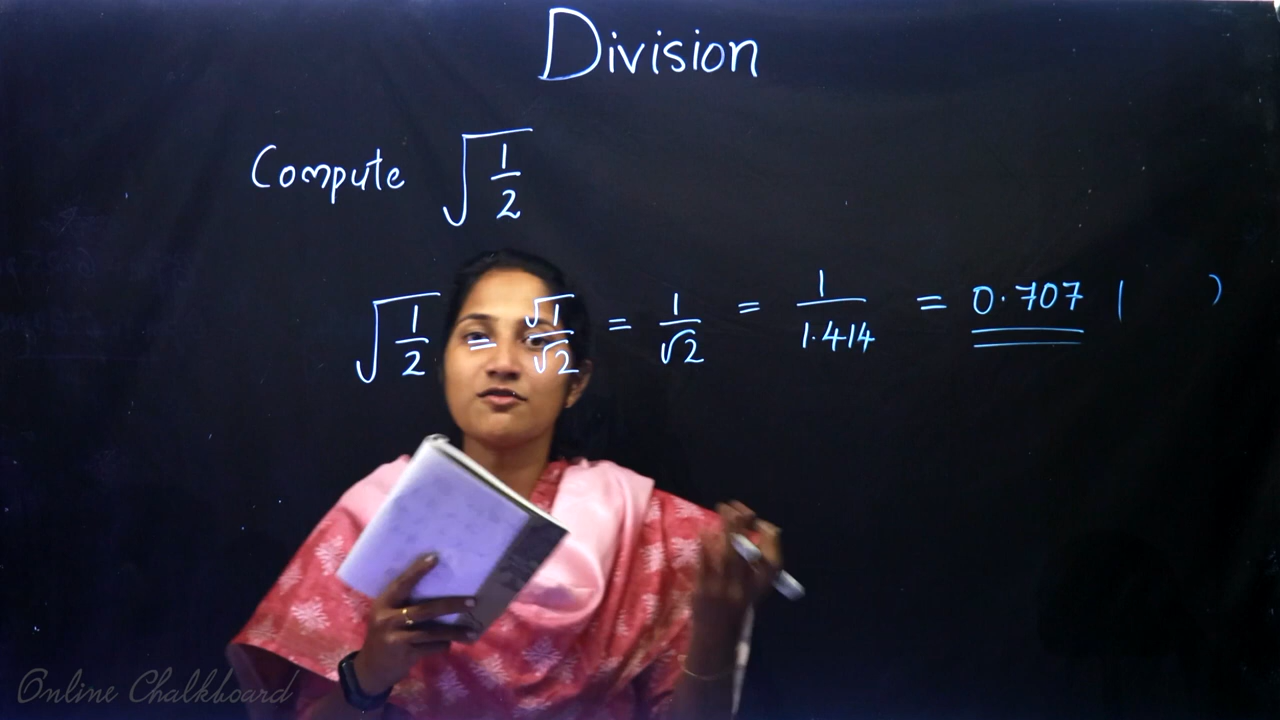 Division
Compute √(1/2)
√(1/2) = √1/√2 = 1/√2 = 1/1.414 = 0.707 | )
Online Chalkboard